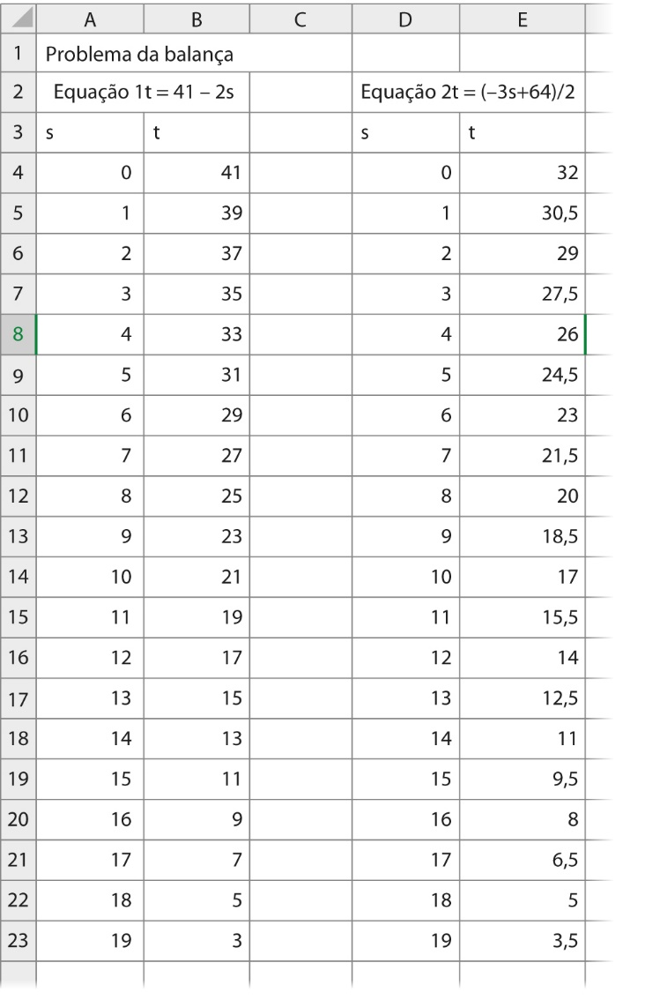 A B C D E
1 Problema da balança
2 Equação 1t = 41 – 2s Equação 2t = (–3s+64)/2
3 s t s t
4 0 41 0 32
5 1 39 1 30,5
6 2 37 2 29
7 3 35 3 27,5
8 4 33 4 26
9 5 31 5 24,5
10 6 29 6 23
11 7 27 7 21,5
12 8 25 8 20
13 9 23 9 18,5
14 10 21 10 17
15 11 19 11 15,5
16 12 17 12 14
17 13 15 13 12,5
18 14 13 14 11
19 15 11 15 9,5
20 16 9 16 8
21 17 7 17 6,5
22 18 5 18 5
23 19 3 19 3,5